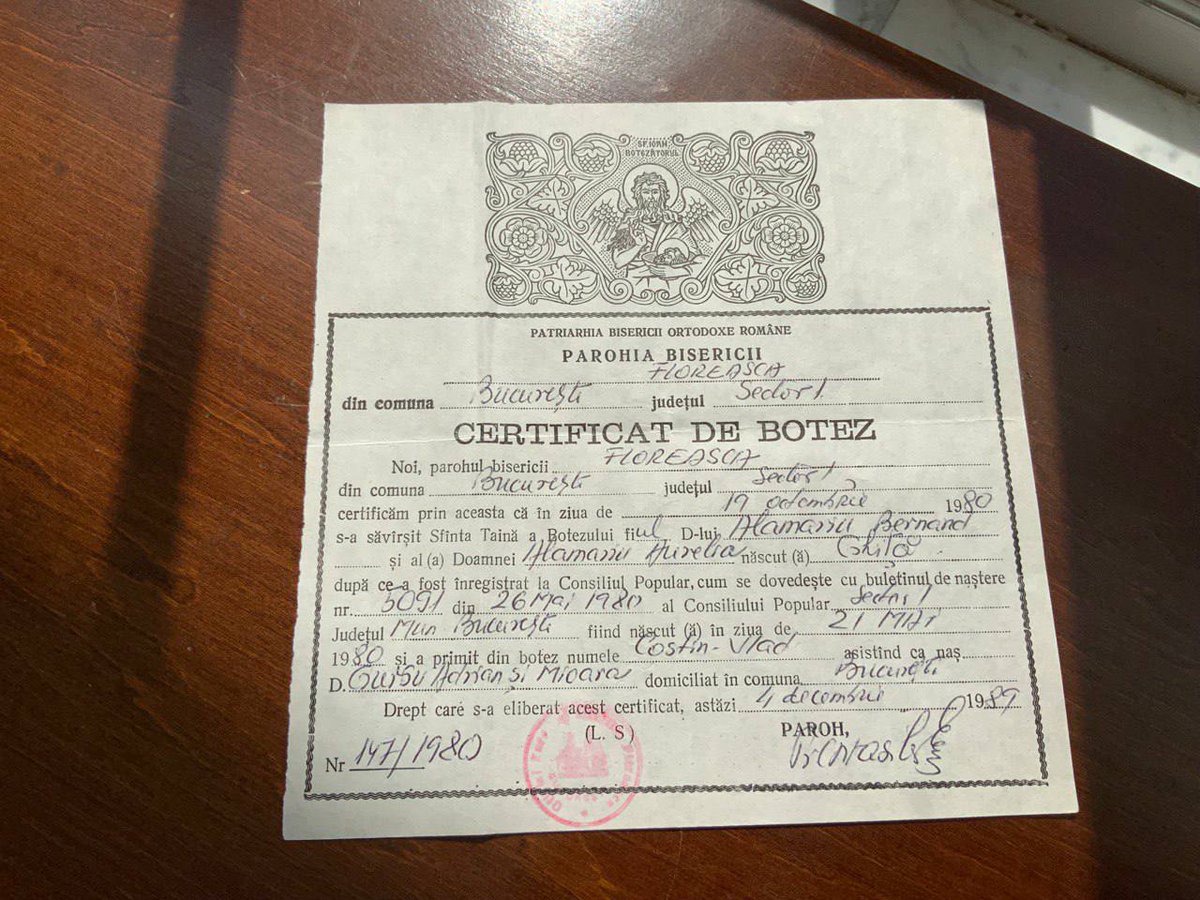 SF. IOAN
BOTEZĂTORUL
PATRIARHIA BISERICII ORTODOXE ROMÂNE
PAROHIA BISERICII
FLOREASCA
din comuna București județul Sector 1
CERTIFICAT DE BOTEZ
Noi, parohul bisericii FLOREASCA
din comuna București județul Sector 1
certificăm prin aceasta că în ziua de 19 octombrie 1980
s-a săvîrșit Sfinta Taină a Botezului fiul D-lui Atamaniu Bernand
și al (a) Doamnei Atamaniu Aurelia născut (ă) Ghiță
după ce a fost înregistrat la Consiliul Popular, cum se dovedește cu buletinul de naștere
nr. 5091 din 26 Mai 1980 al Consiliului Popular Sector 1
Județul Mun București fiind născut (ă) în ziua de 21 MAI
1980 și a primit din botez numele Costin-Vlad asistînd ca naș
D. Adrian și Mioara domiciliat în comuna București
Drept care s-a eliberat acest certificat, astăzi 4 decembrie 1989
(L. S) PAROH,
Nr 147/1980